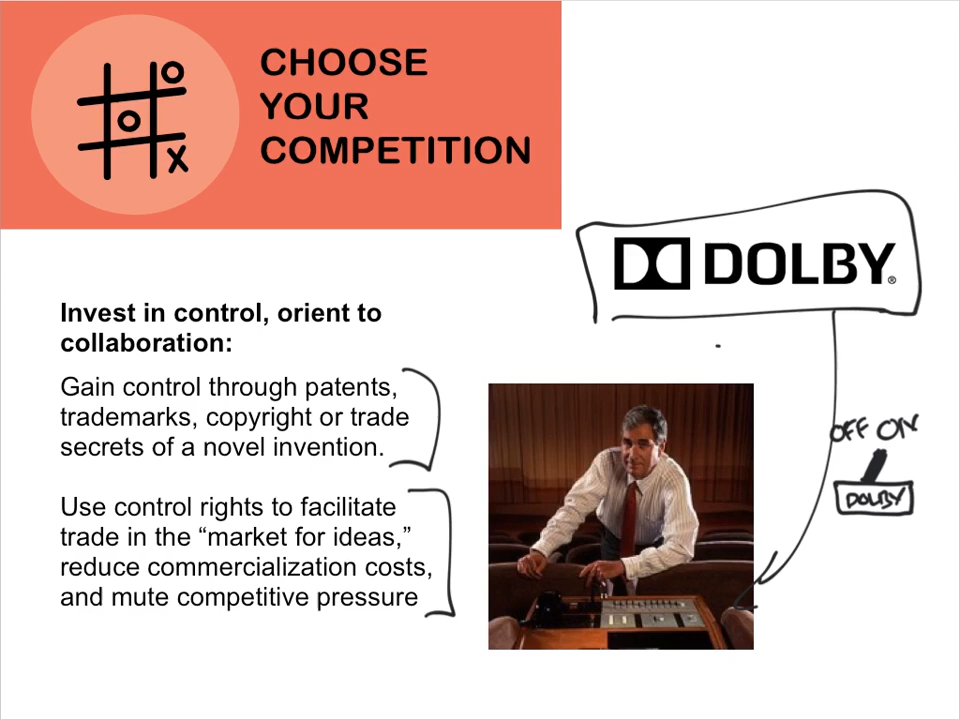 CHOOSE
YOUR
COMPETITION
DOLBY®
Invest in control, orient to
collaboration:
Gain control through patents,
trademarks, copyright or trade
secrets of a novel invention.
Use control rights to facilitate
trade in the “market for ideas,”
reduce commercialization costs,
and mute competitive pressure
OFF ON
DOLBY